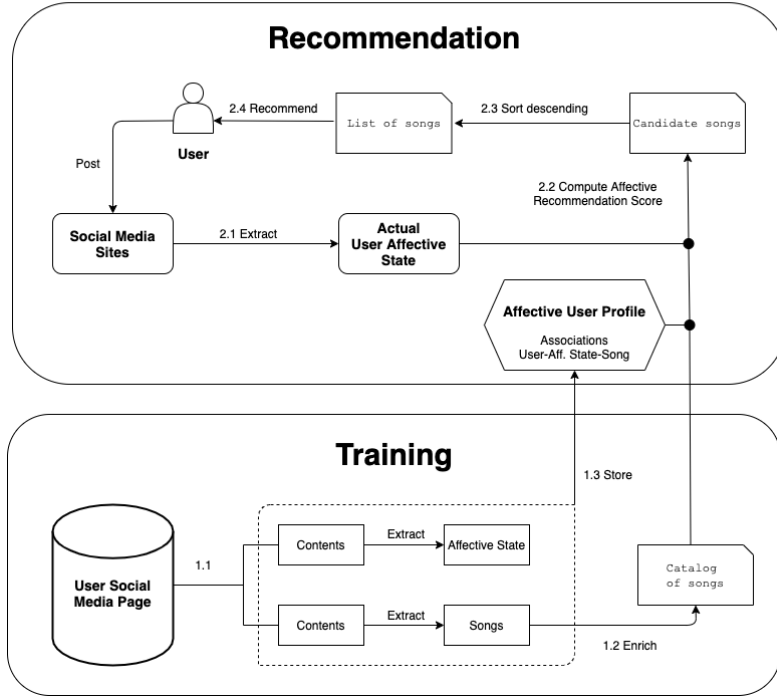 Recommendation
2.4 Recommend
List of songs
2.3 Sort descending
Candidate songs
User
Post
2.2 Compute Affective
Recommendation Score
Social Media
Sites
2.1 Extract
Actual
User Affective
State
Affective User Profile
Associations
User-Aff. State-Song
Training
1.3 Store
User Social
Media Page
1.1
Contents
Extract
Affective State
Contents
Extract
Songs
1.2 Enrich
Catalog
of songs